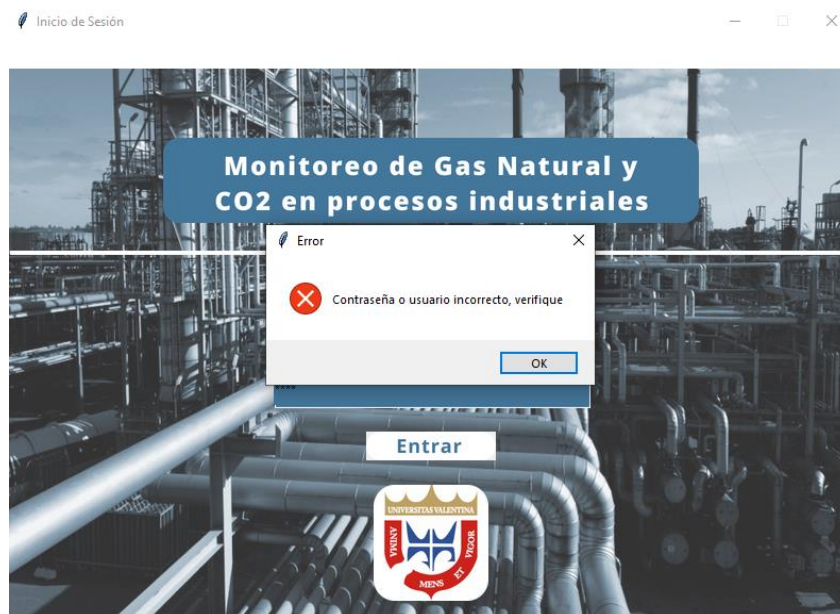 Inicio de Sesión
Monitoreo de Gas Natural y
CO2 en procesos industriales
Error
Contraseña o usuario incorrecto, verifique
OK
****
Entrar
UNIVERSITAS VALENTINA
ANIMA
MENS
ET
VIGOR